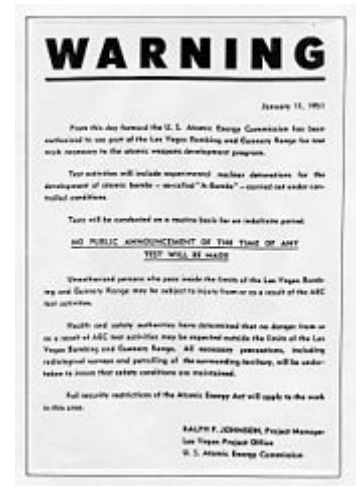 WARNING
January 11, 1951
From this day forward the U. S. Atomic Energy Commission has been
authorized to use part of the Las Vegas Bombing and Gunnery Range for test
work necessary to the atomic weapons development program.
Test activities will include experimental nuclear detonations for the
development of atomic bombs – so-called "A-Bombs" – carried out under con-
trolled conditions.
Tests will be conducted on a routine basis for an indefinite period.
NO PUBLIC ANNOUNCEMENT OF THE TIME OF ANY
TEST WILL BE MADE
Unauthorized persons who pass inside the limits of the Las Vegas Bomb-
ing and Gunnery Range may be subject to injury from or as a result of the AEC
test activities.
Health and safety authorities have determined that no danger from or
as a result of AEC test activities may be expected outside the limits of the Las
Vegas Bombing and Gunnery Range. All necessary precautions, including
radiological surveys and patrolling of the surrounding territory, will be under-
taken to insure that safety conditions are maintained.
Full security restrictions of the Atomic Energy Act will apply to the work
in this area.
RALPH P. JOHNSON, Project Manager
Las Vegas Project Office
U. S. Atomic Energy Commission